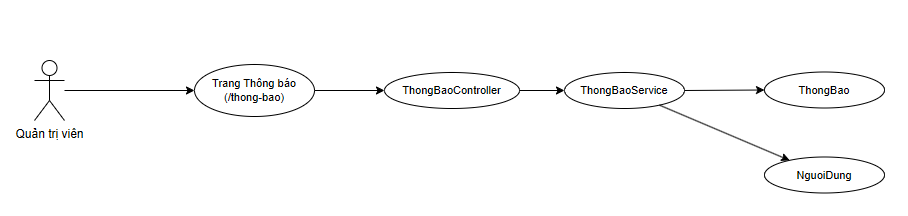 Trang Thông báo
(/thong-bao)
ThongBaoController
ThongBaoService
ThongBao
Quản trị viên
NguoiDung